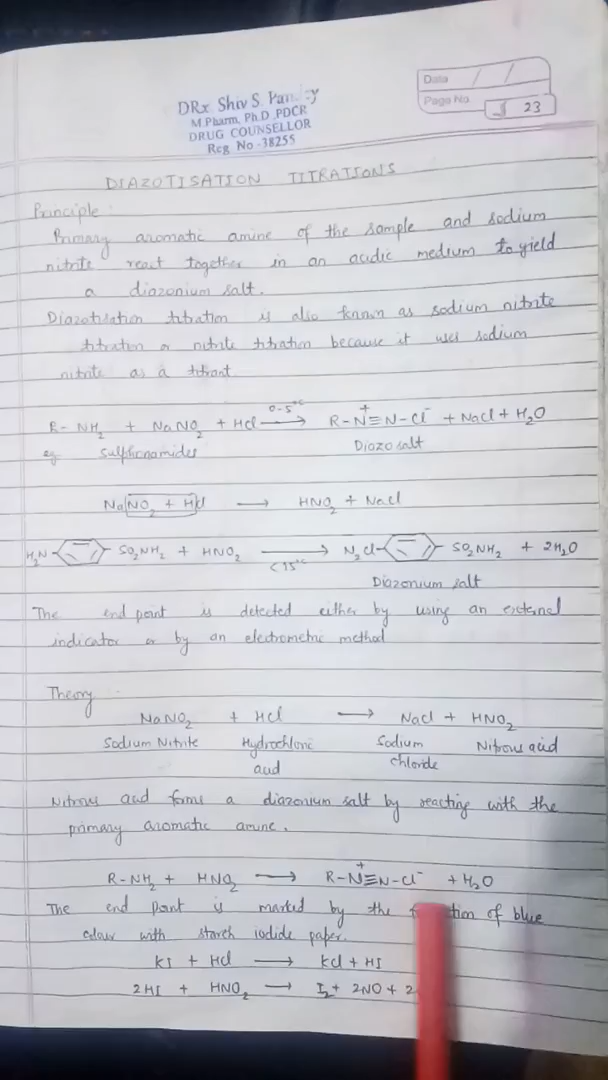 DRx Shiv S.
M.Pharm, Ph.D, PDCR
DRUG COUNSELLOR
Reg No-38255
Date / /
Page No. 23
DIAZOTISATION TITRATIONS
Principle:
Primary aromatic amine of the sample and sodium
nitrite react together in an acidic medium to yield
a diazonium salt.
Diazotisation titration is also known as sodium nitrite
titration or nitrite titration because it uses sodium
nitrite as a titrant
0-5°C
R-NH₂ + NaNO₂ + HCl ⟶ R-N⁺≡N-Cl⁻ + NaCl + H₂O
eg Sulphonamides Diazo salt
NaNO₂ + HCl ⟶ HNO₂ + NaCl
H₂N- -SO₂NH₂ + HNO₂ ⟶ N₂Cl- -SO₂NH₂ + 2H₂O
<15°C
Diazonium salt
The end point is detected either by using an external
indicator or by an electrometric method
Theory
NaNO₂ + HCl ⟶ NaCl + HNO₂
Sodium Nitrite Hydrochloric Sodium Nitrous acid
acid chloride
Nitrous acid forms a diazonium salt by reacting with the
primary aromatic amine.
R-NH₂ + HNO₂ ⟶ R-N⁺≡N-Cl⁻ + H₂O
The end point is marked by the of blue
colour with starch iodide paper.
KI + HCl ⟶ KCl + HI
2HI + HNO₂ ⟶ I₂ + 2NO + 2